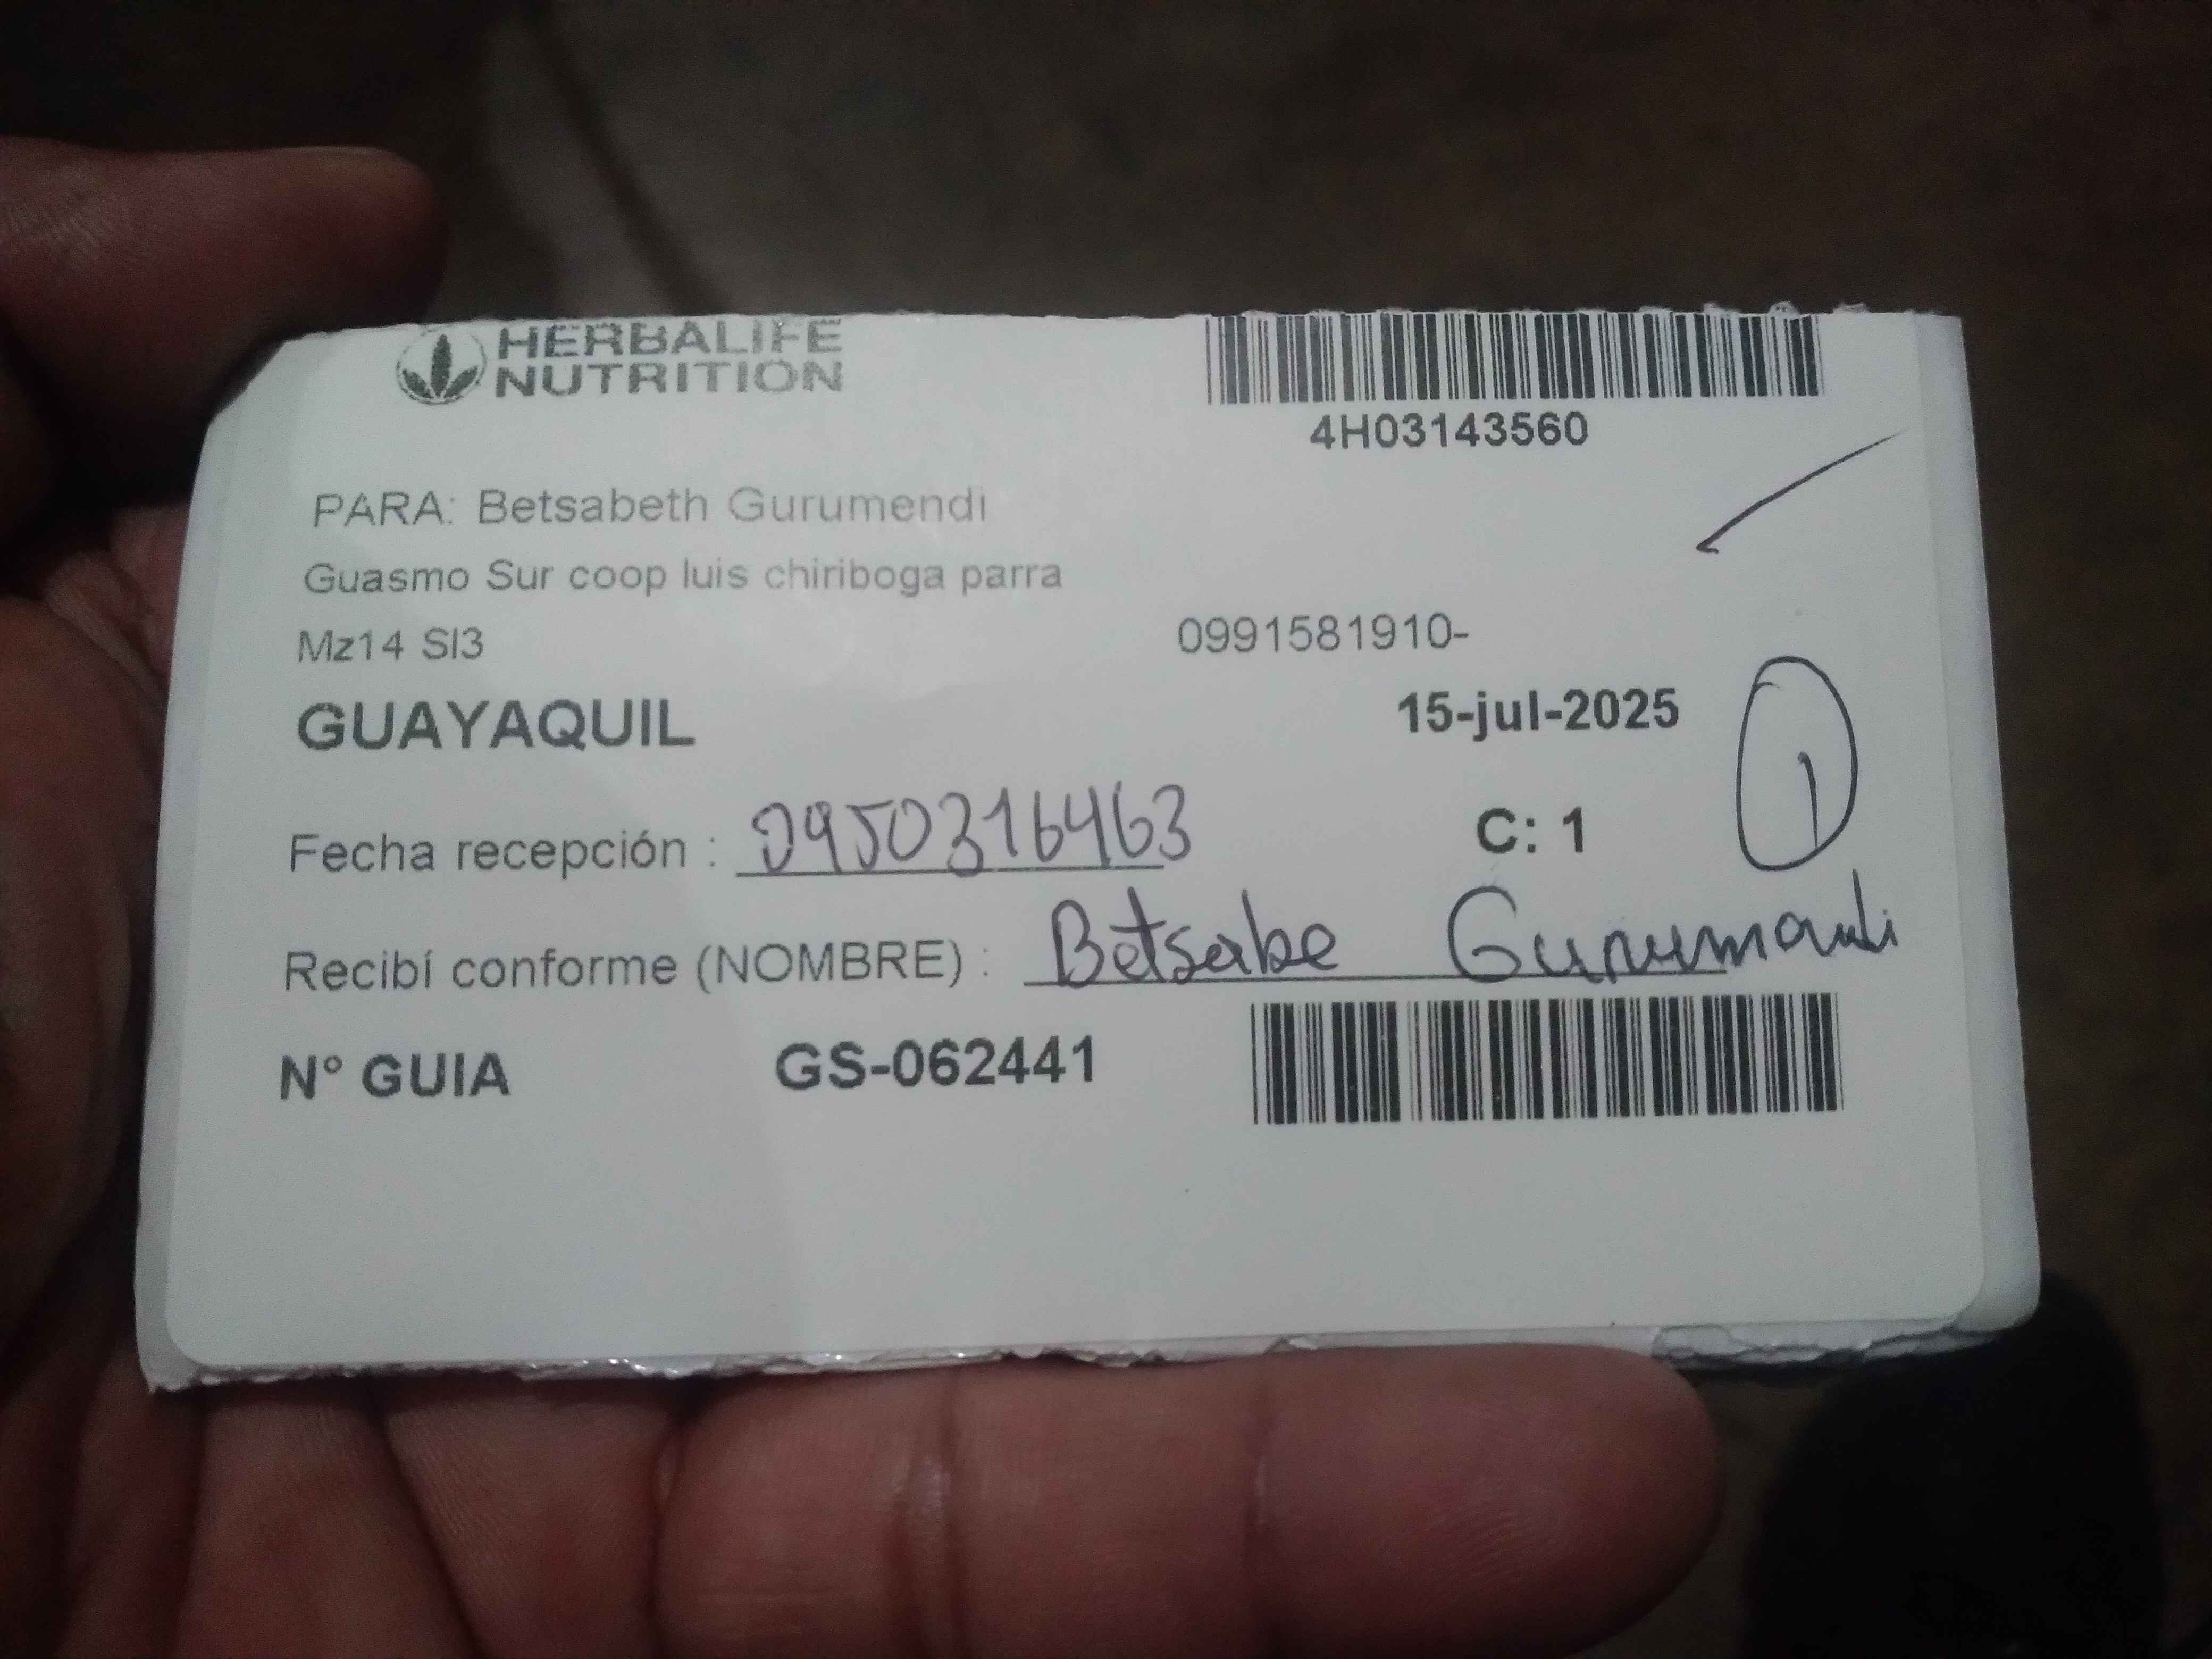 HERBALIFE
NUTRITION
4H03143560
PARA: Betsabeth Gurumendi
Guasmo Sur coop luis chiriboga parra
Mz14 Sl3 0991581910-
GUAYAQUIL 15-jul-2025
1
Fecha recepción : 0950316463 C: 1
Recibí conforme (NOMBRE) : Betsabe Gurumendi
N° GUIA GS-062441